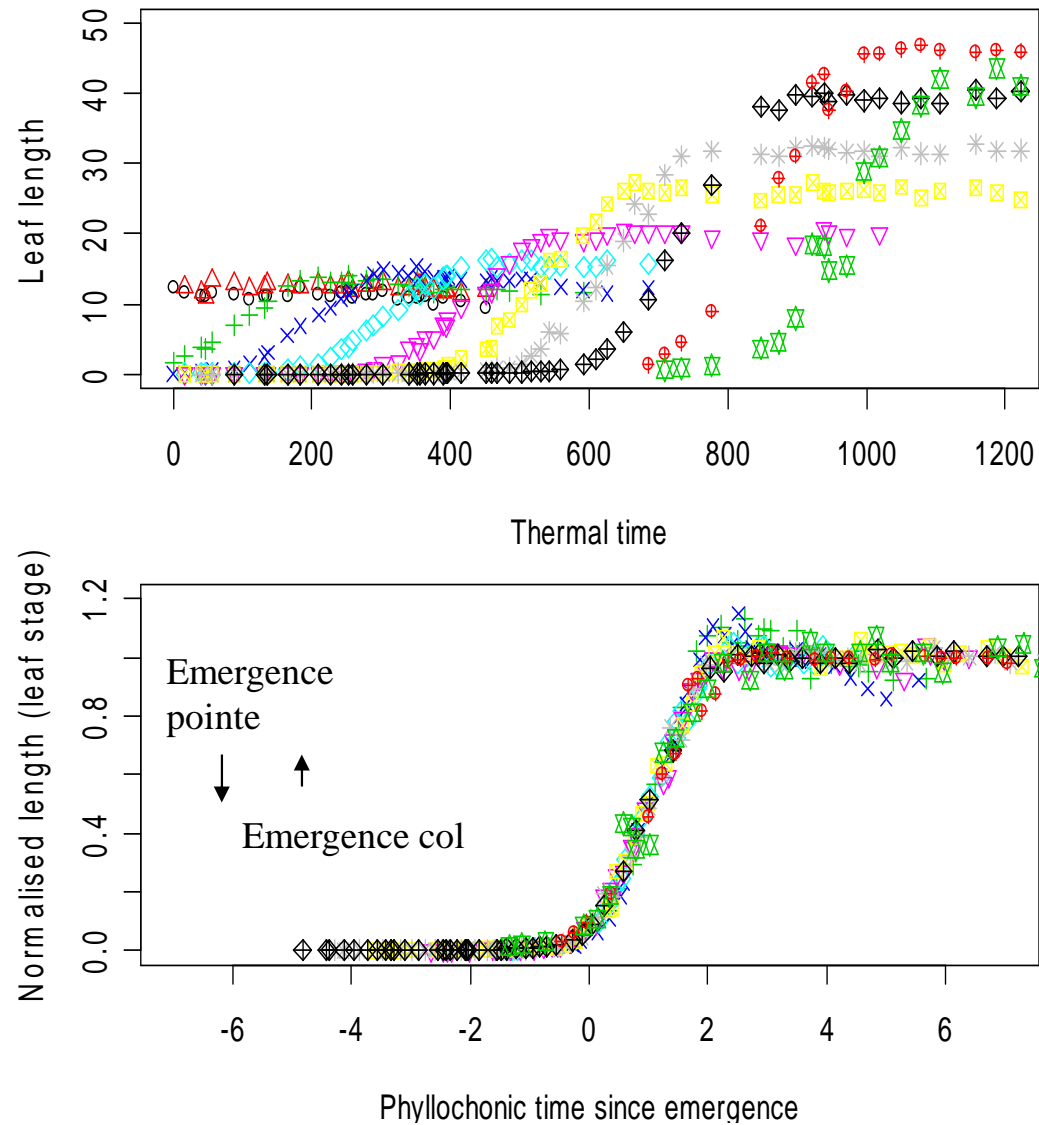 50
40
30
20
10
0
Leaf length
0 200 400 600 800 1000 1200
Thermal time
1.2
0.8
0.4
0.0
Norm alised length (leaf stage)
Emergence
pointe
Emergence col
-6 -4 -2 0 2 4 6
Phyllochonic time since emergence